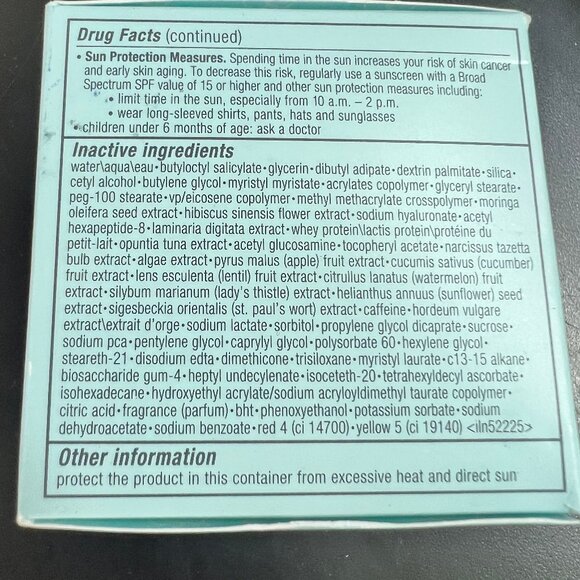 Drug Facts (continued)
• Sun Protection Measures. Spending time in the sun increases your risk of skin cancer
and early skin aging. To decrease this risk, regularly use a sunscreen with a Broad
Spectrum SPF value of 15 or higher and other sun protection measures including:
• limit time in the sun, especially from 10 a.m. – 2 p.m.
• wear long-sleeved shirts, pants, hats and sunglasses
• children under 6 months of age: ask a doctor
Inactive ingredients
water\aqua\eau • butyloctyl salicylate • glycerin • dibutyl adipate • dextrin palmitate • silica •
cetyl alcohol • butylene glycol • myristyl myristate • acrylates copolymer • glyceryl stearate •
peg-100 stearate • vp/eicosene copolymer • methyl methacrylate crosspolymer • moringa
oleifera seed extract • hibiscus sinensis flower extract • sodium hyaluronate • acetyl
hexapeptide-8 • laminaria digitata extract • whey protein\lactis protein\protéine du
petit-lait • opuntia tuna extract • acetyl glucosamine • tocopheryl acetate • narcissus tazetta
bulb extract • algae extract • pyrus malus (apple) fruit extract • cucumis sativus (cucumber)
fruit extract • lens esculenta (lentil) fruit extract • citrullus lanatus (watermelon) fruit
extract • silybum marianum (lady's thistle) extract • helianthus annuus (sunflower) seed
extract • sigesbeckia orientalis (st. paul's wort) extract • caffeine • hordeum vulgare
extract\extrait d'orge • sodium lactate • sorbitol • propylene glycol dicaprate • sucrose •
sodium pca • pentylene glycol • caprylyl glycol • polysorbate 60 • hexylene glycol •
steareth-21 • disodium edta • dimethicone • trisiloxane • myristyl laurate • c13-15 alkane •
biosaccharide gum-4 • heptyl undecylenate • isoceteth-20 • tetrahexyldecyl ascorbate •
isohexadecane • hydroxyethyl acrylate/sodium acryloyldimethyl taurate copolymer •
citric acid • fragrance (parfum) • bht • phenoxyethanol • potassium sorbate • sodium
dehydroacetate • sodium benzoate • red 4 (ci 14700) • yellow 5 (ci 19140) <iln52225>
Other information
protect the product in this container from excessive heat and direct sun